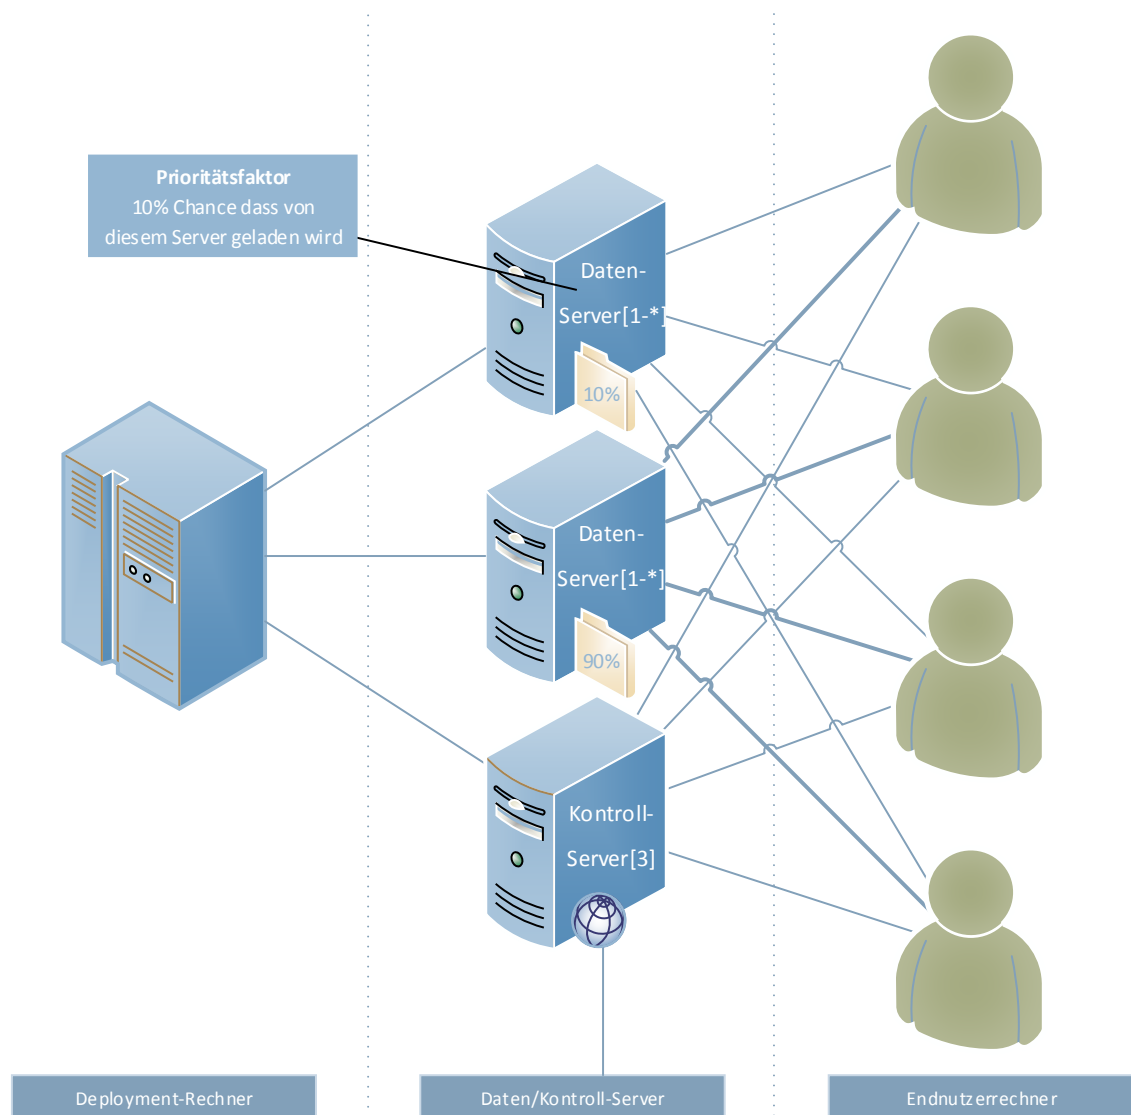 Prioritätsfaktor
10% Chance dass von
diesem Server geladen wird
Daten-
Server[1-*]
10%
Daten-
Server[1-*]
90%
Kontroll-
Server[3]
Deployment-Rechner
Daten/Kontroll-Server
Endnutzerrechner